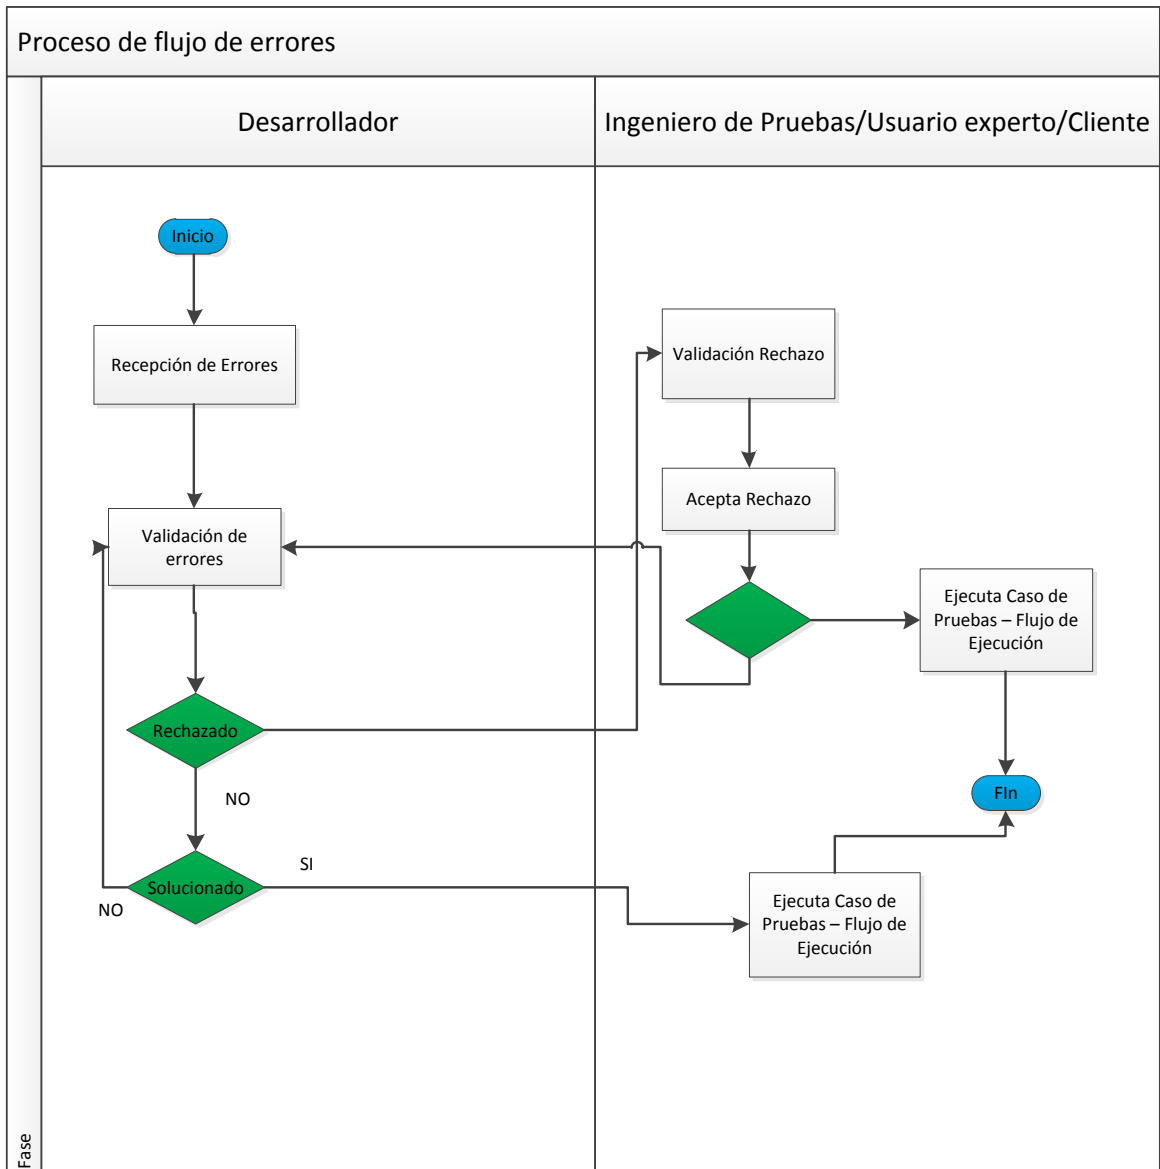 Proceso de flujo de errores
Desarrollador
Ingeniero de Pruebas/Usuario experto/Cliente
Inicio
Recepción de Errores
Validación de
errores
Rechazado
NO
Solucionado
SI
NO
Validación Rechazo
Acepta Rechazo
Ejecuta Caso de
Pruebas – Flujo de
Ejecución
FIn
Ejecuta Caso de
Pruebas – Flujo de
Ejecución
Fase